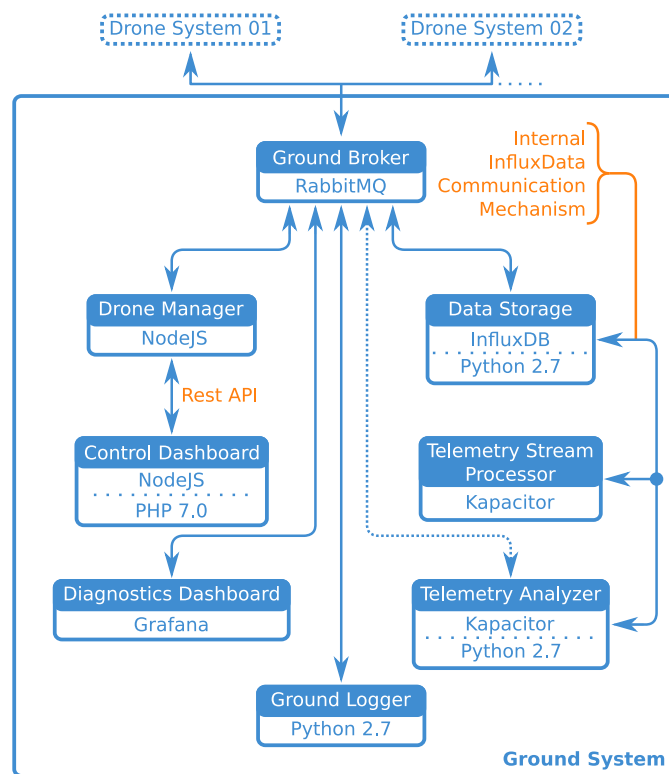 Drone System 01
Drone System 02
Internal
InfluxData
Communication
Mechanism
Ground Broker
RabbitMQ
Drone Manager
NodeJS
Data Storage
InfluxDB
Python 2.7
Rest API
Control Dashboard
NodeJS
PHP 7.0
Telemetry Stream
Processor
Kapacitor
Diagnostics Dashboard
Grafana
Telemetry Analyzer
Kapacitor
Python 2.7
Ground Logger
Python 2.7
Ground System